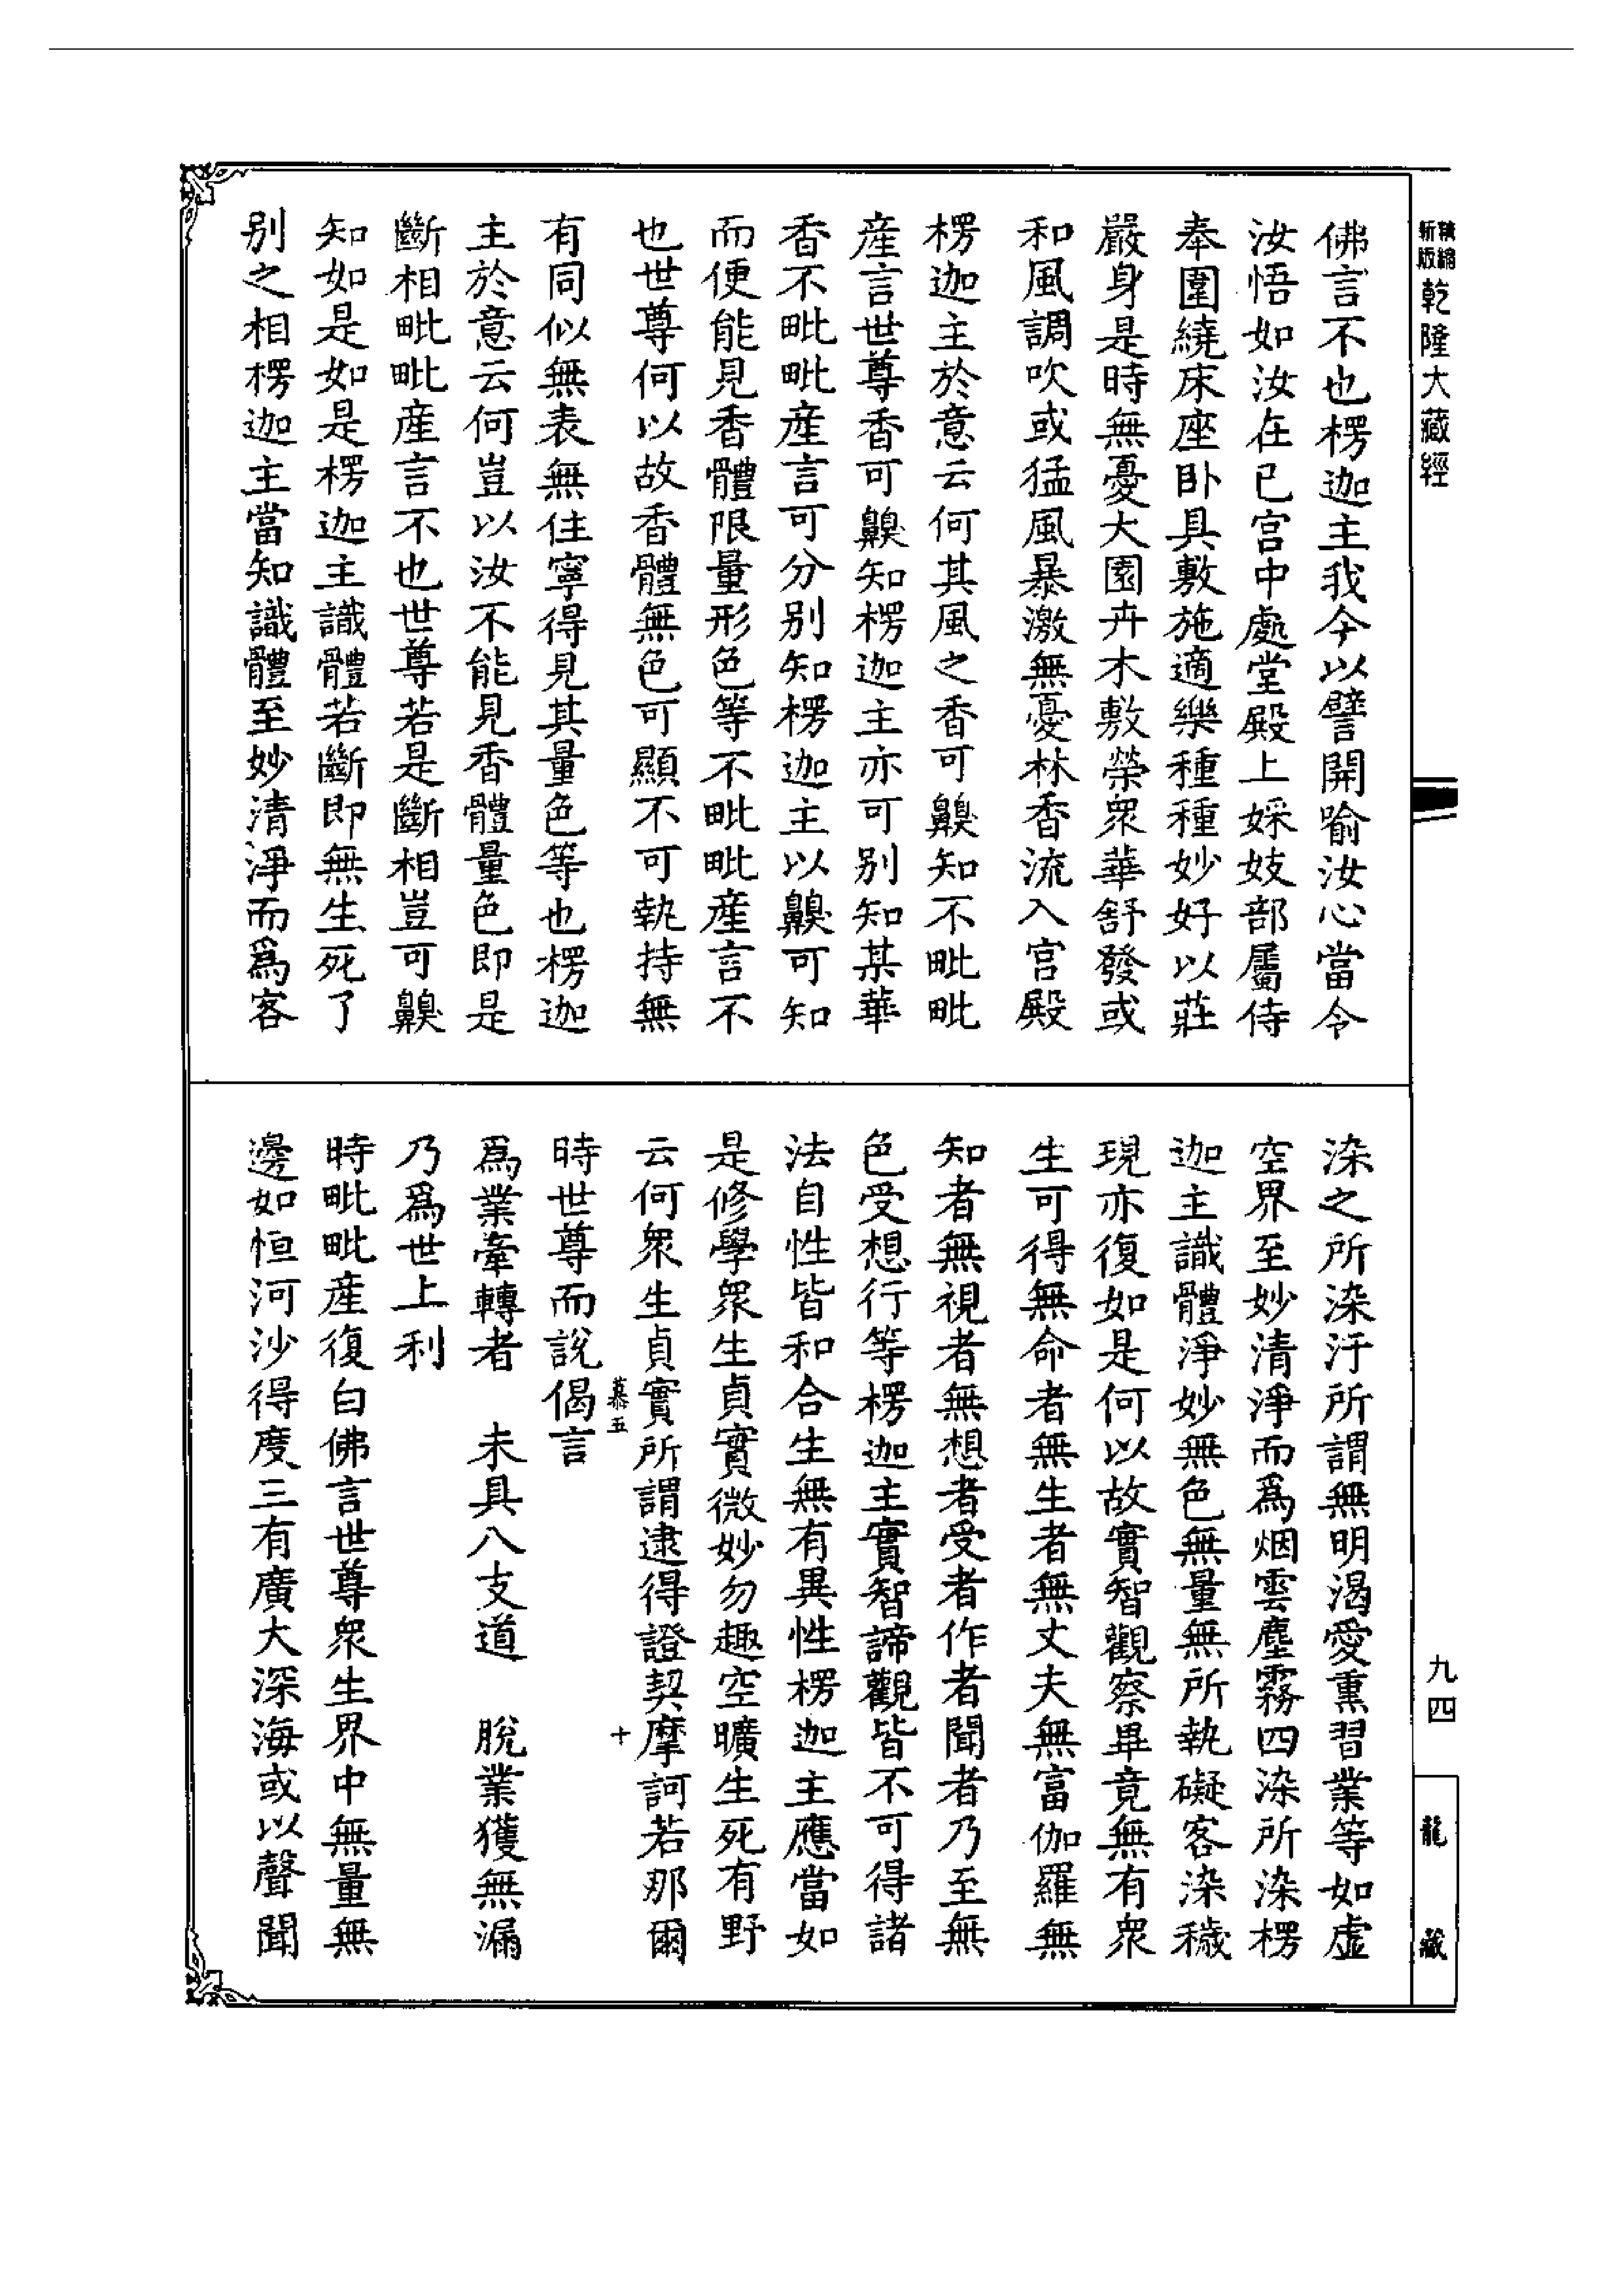 精縮
新版
乾隆大藏經
佛言不也楞迦主我今以譬開喻汝心當令
汝悟如汝在已宫中處堂殿上婇妓部屬侍
奉圍繞床座卧具敷施適樂種種妙好以莊
嚴身是時無憂大園卉木敷榮衆華舒發或
和風調吹或猛風暴激無憂林香流入宫殿
楞迦主於意云何其風之香可齅知不毗毗
産言世尊香可齅知楞迦主亦可别知某華
香不毗毗産言可分别知楞迦主以齅可知
而便能見香體限量形色等不毗毗産言不
也世尊何以故香體無色可顯不可執持無
有同似無表無住寧得見其量色等也楞迦
主於意云何豈以汝不能見香體量色即是
斷相毗毗産言不也世尊若是斷相豈可齅
知如是如是楞迦主識體若斷即無生死了
别之相楞迦主當知識體至妙清淨而爲客
染之所染汙所謂無明渴愛熏習業等如虚
空界至妙清淨而爲烟雲塵霧四染所染楞
迦主識體淨妙無色無量無所執礙客染穢
現亦復如是何以故實智觀察畢竟無有衆
生可得無命者無生者無丈夫無富伽羅無
知者無視者無想者受者作者聞者乃至無
色受想行等楞迦主實智諦觀皆不可得諸
法自性皆和合生無有異性楞迦主應當如
是修學衆生貞實微妙勿趣空曠生死有野
云何衆生貞實所謂逮得證契摩訶若那爾
慕五
十
時世尊而說偈言
爲業牽轉者　未具八支道　脫業獲無漏
乃爲世上利
時毗毗産復白佛言世尊衆生界中無量無
邊如恒河沙得度三有廣大深海或以聲聞
九四
龍藏